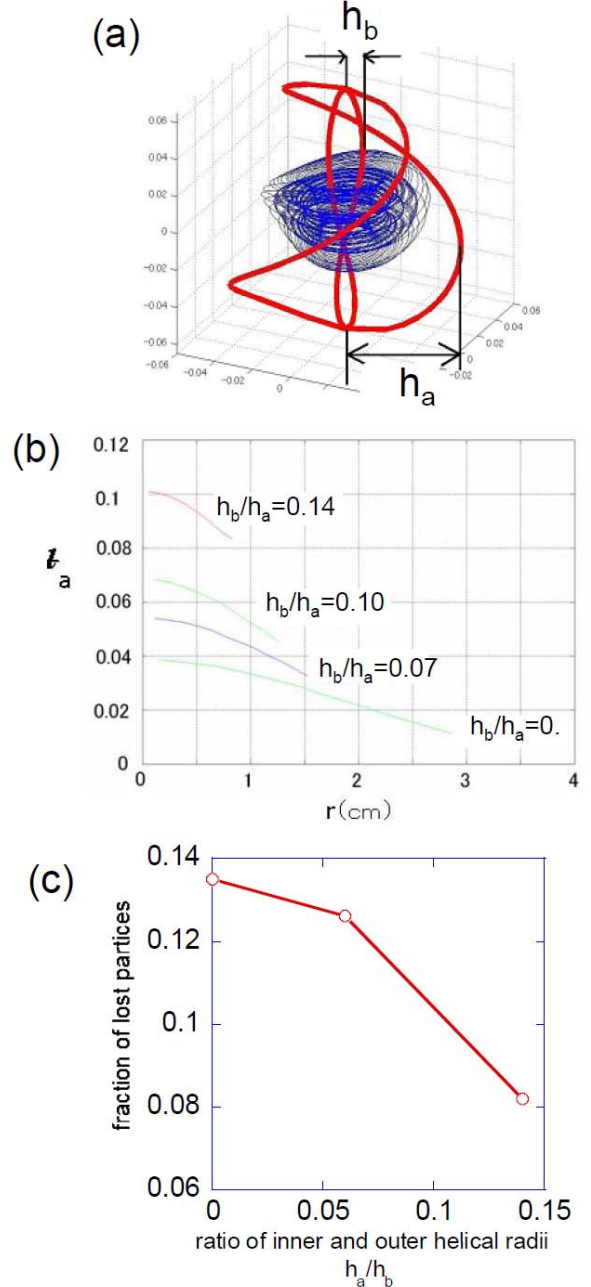 (a)
h_b
0.06
0.04
0.02
0
−0.02
−0.04
−0.06
−0.06
−0.04
−0.02
0
0.06
0.04
0.02
0
−0.02
h_a
(b)
0.12
0.1
0.08
0.06
0.04
0.02
0
ƚ_a
h_b/h_a=0.14
h_b/h_a=0.10
h_b/h_a=0.07
h_b/h_a=0.
0 1 2 3 4
r(cm)
(c)
fraction of lost partices
0.14
0.12
0.1
0.08
0.06
0 0.05 0.1 0.15
ratio of inner and outer helical radii
h_a/h_b